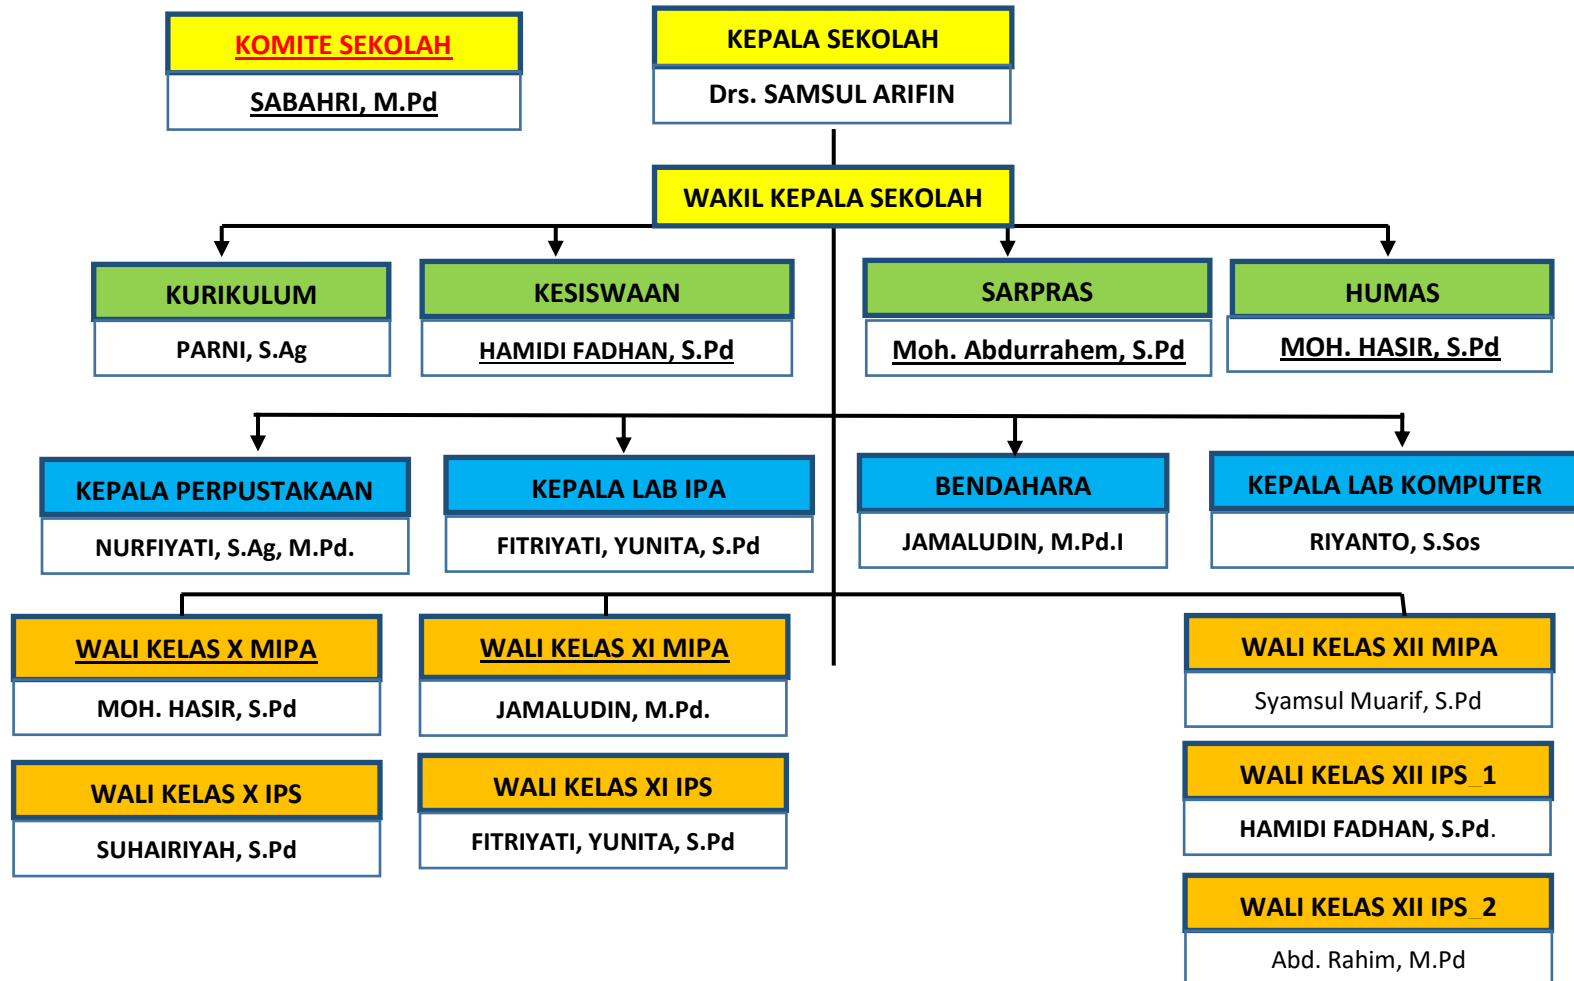 KOMITE SEKOLAH
SABAHRI, M.Pd
KEPALA SEKOLAH
Drs. SAMSUL ARIFIN
WAKIL KEPALA SEKOLAH
KURIKULUM
PARNI, S.Ag
KESISWAAN
HAMIDI FADHAN, S.Pd
SARPRAS
Moh. Abdurrahem, S.Pd
HUMAS
MOH. HASIR, S.Pd
KEPALA PERPUSTAKAAN
NURFIYATI, S.Ag, M.Pd.
KEPALA LAB IPA
FITRIYATI, YUNITA, S.Pd
BENDAHARA
JAMALUDIN, M.Pd.I
KEPALA LAB KOMPUTER
RIYANTO, S.Sos
WALI KELAS X MIPA
MOH. HASIR, S.Pd
WALI KELAS XI MIPA
JAMALUDIN, M.Pd.
WALI KELAS XII MIPA
Syamsul Muarif, S.Pd
WALI KELAS X IPS
SUHAIRIYAH, S.Pd
WALI KELAS XI IPS
FITRIYATI, YUNITA, S.Pd
WALI KELAS XII IPS_1
HAMIDI FADHAN, S.Pd.
WALI KELAS XII IPS_2
Abd. Rahim, M.Pd